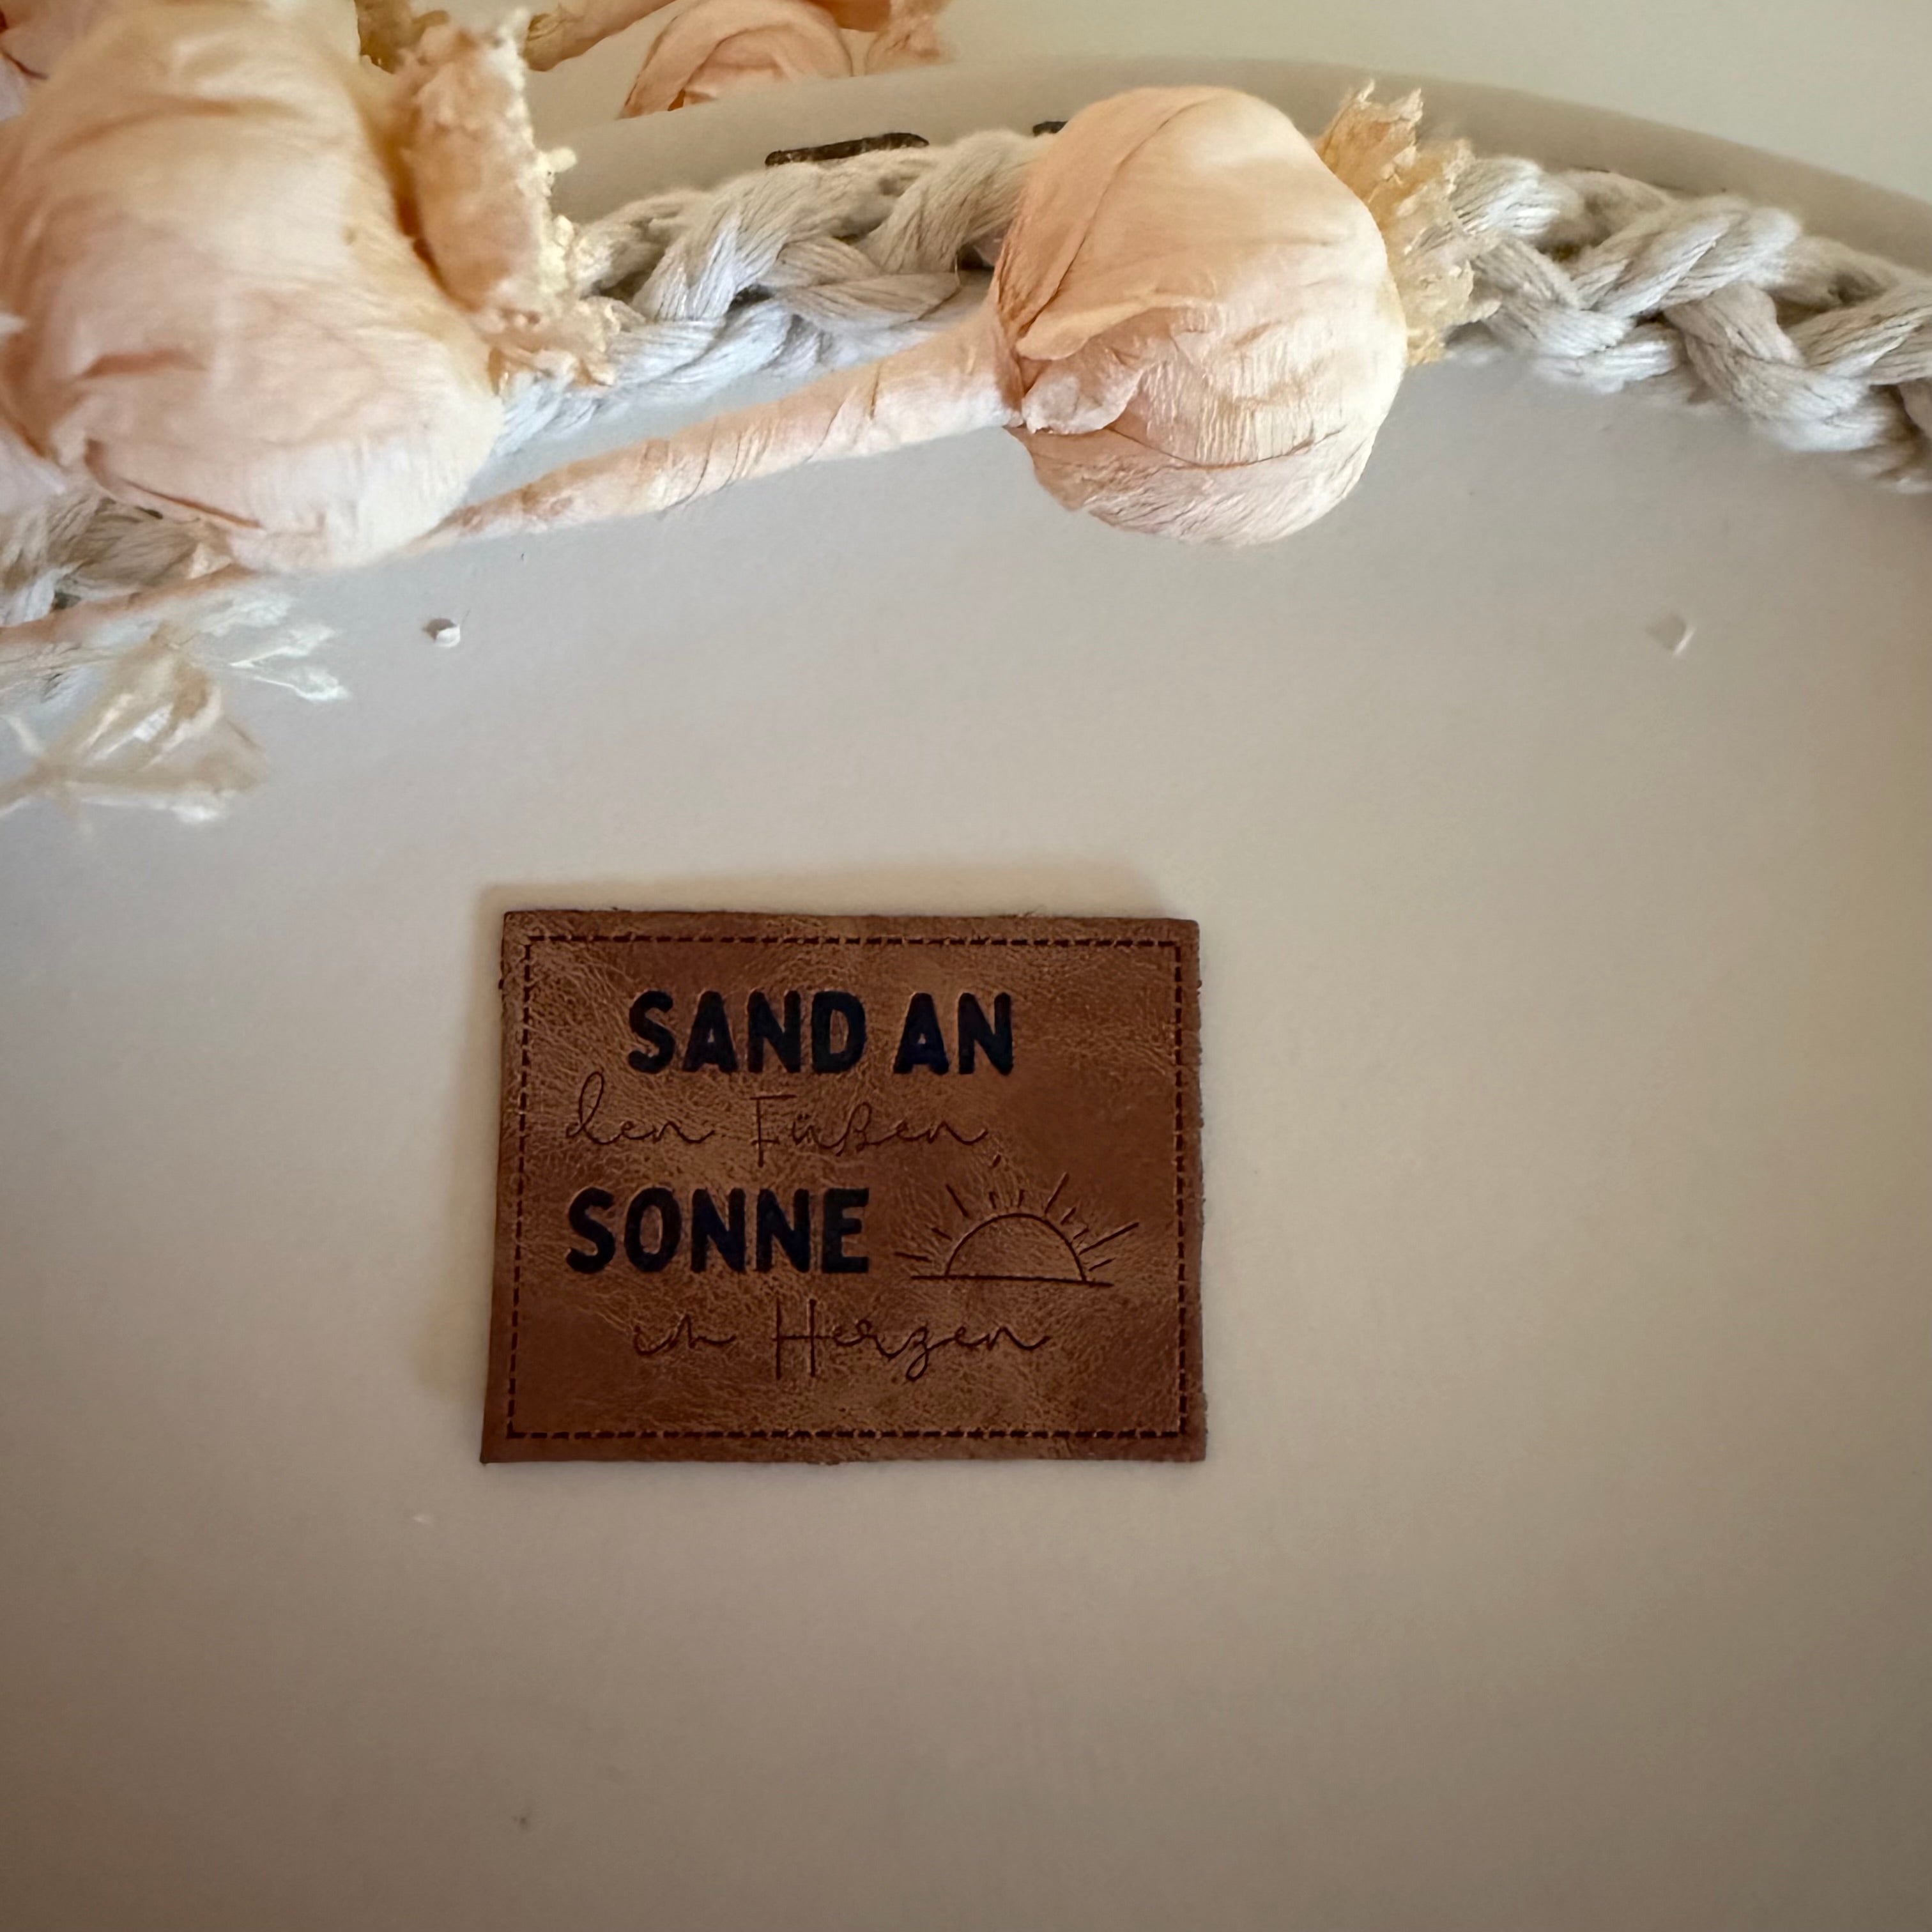 SAND AN
den Füßen,
SONNE
im Herzen